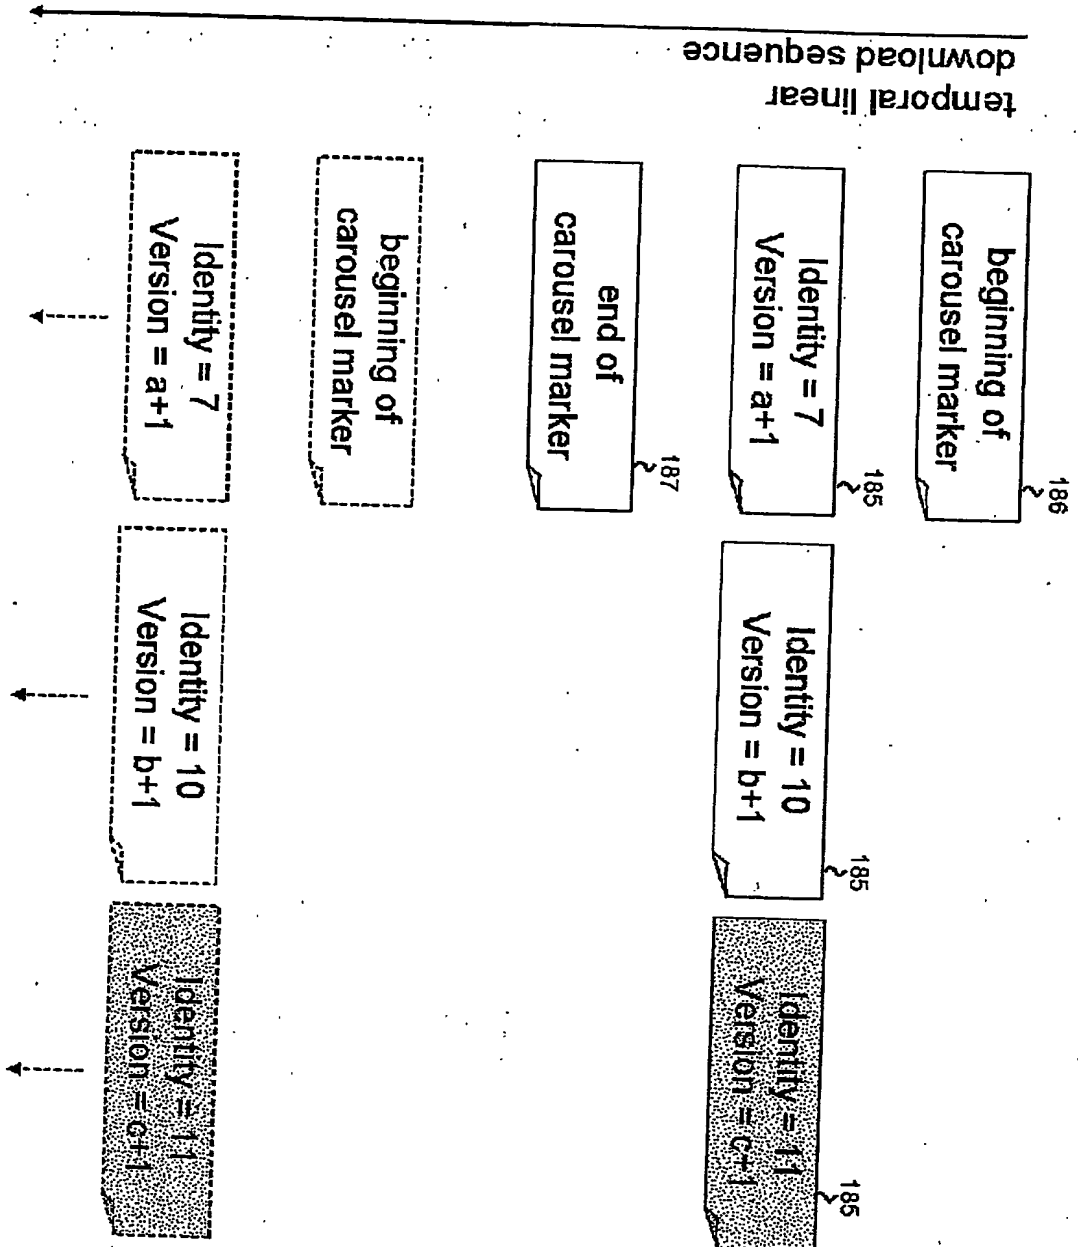 temporal linear
download sequence
186
beginning of
carousel marker
185
Identity = 7
Version = a+1
185
Identity = 10
Version = b+1
185
Identity = 11
Version = c+1
187
end of
carousel marker
beginning of
carousel marker
Identity = 7
Version = a+1
Identity = 10
Version = b+1
Identity = 11
Version = c+1